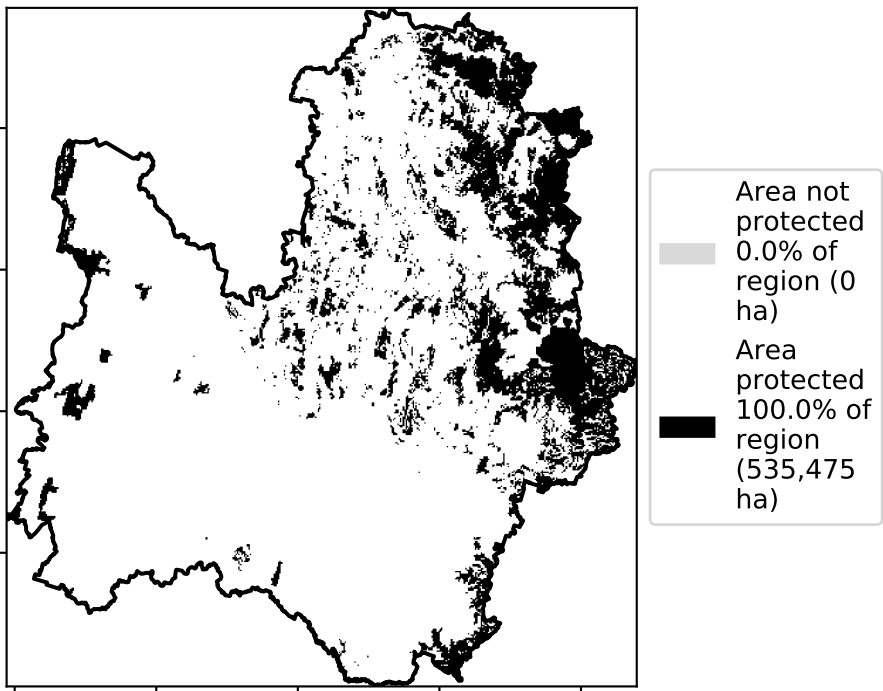 Area not
protected
0.0% of
region (0
ha)
Area
protected
100.0% of
region
(535,475
ha)